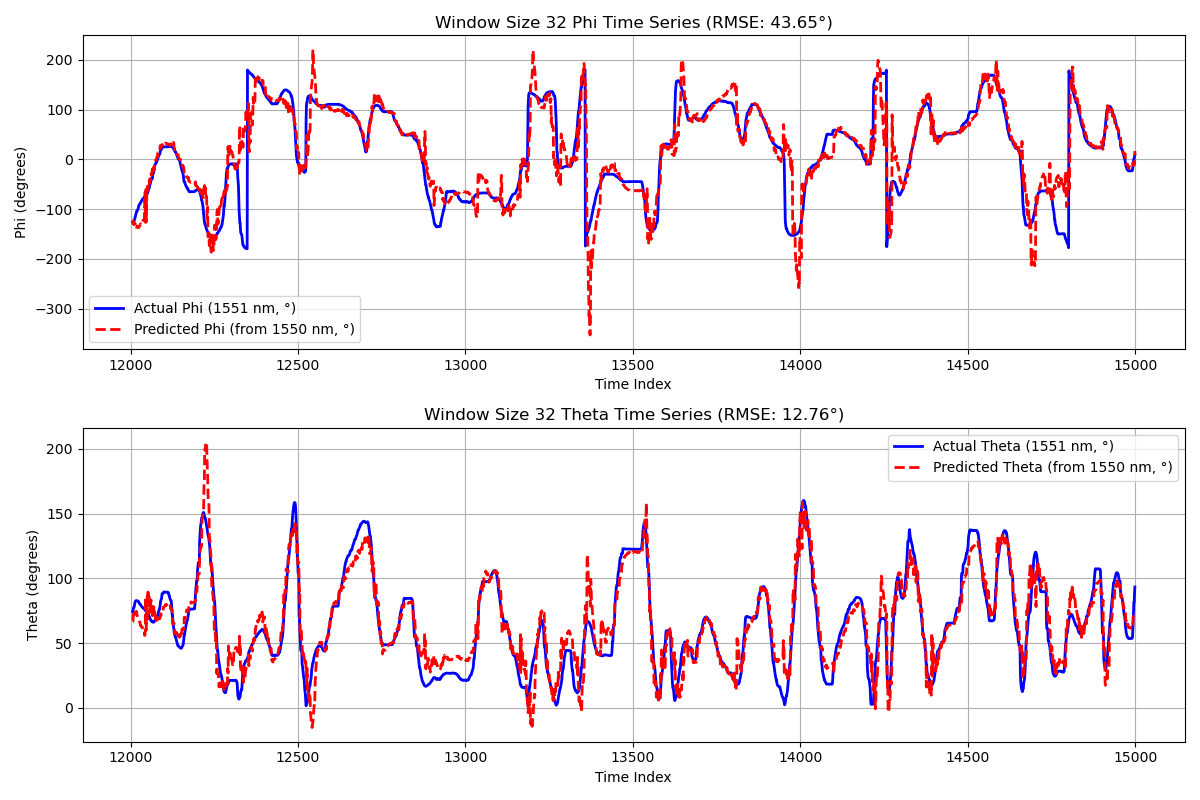 Window Size 32 Phi Time Series (RMSE: 43.65°)
Phi (degrees)
200
100
0
−100
−200
−300
Actual Phi (1551 nm, °)
Predicted Phi (from 1550 nm, °)
12000 12500 13000 13500 14000 14500 15000
Time Index
Window Size 32 Theta Time Series (RMSE: 12.76°)
Theta (degrees)
200
150
100
50
0
Actual Theta (1551 nm, °)
Predicted Theta (from 1550 nm, °)
12000 12500 13000 13500 14000 14500 15000
Time Index